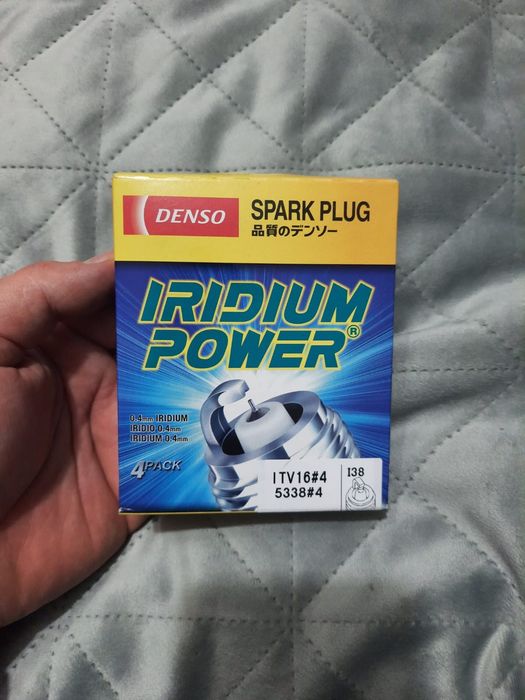 DENSO
SPARK PLUG
品質のデンソー
IRIDIUM
POWER®
0.4mm IRIDIUM
IRIDIO 0.4mm
IRIDIUM 0.4mm
4PACK
ITV16#4
5338#4
I38